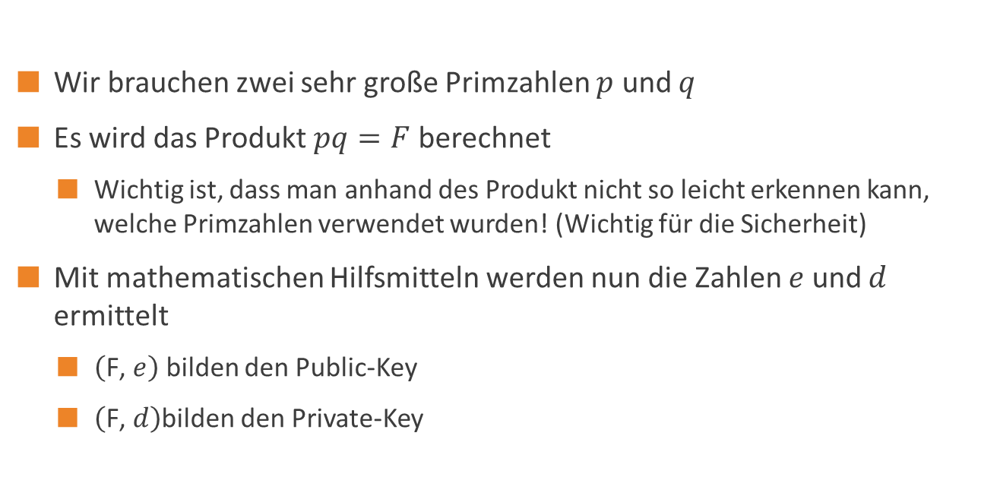 Wir brauchen zwei sehr große Primzahlen p und q
Es wird das Produkt pq = F berechnet
Wichtig ist, dass man anhand des Produkt nicht so leicht erkennen kann,
welche Primzahlen verwendet wurden! (Wichtig für die Sicherheit)
Mit mathematischen Hilfsmitteln werden nun die Zahlen e und d
ermittelt
(F, e) bilden den Public-Key
(F, d)bilden den Private-Key